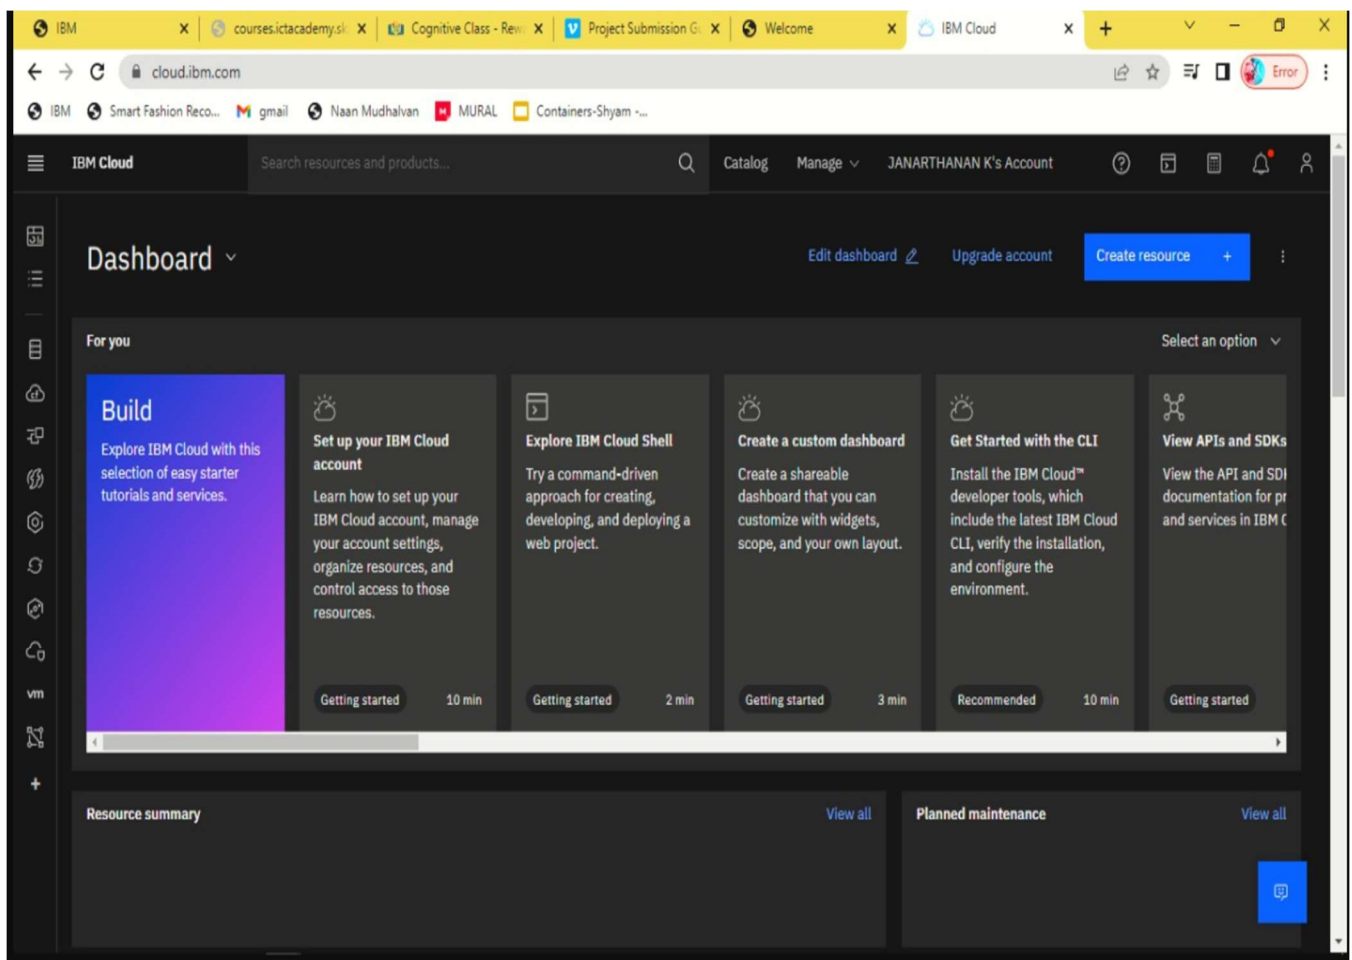 IBM
courses.ictacademy.sk
Cognitive Class - Rew
Project Submission G
Welcome
IBM Cloud
cloud.ibm.com
Error
IBM
Smart Fashion Reco...
gmail
Naan Mudhalvan
MURAL
Containers-Shyam -...
IBM Cloud
Search resources and products...
Catalog
Manage
JANARTHANAN K's Account
Dashboard
Edit dashboard
Upgrade account
Create resource +
For you
Select an option
Build
Explore IBM Cloud with this
selection of easy starter
tutorials and services.
Set up your IBM Cloud
account
Learn how to set up your
IBM Cloud account, manage
your account settings,
organize resources, and
control access to those
resources.
Getting started
10 min
Explore IBM Cloud Shell
Try a command-driven
approach for creating,
developing, and deploying a
web project.
Getting started
2 min
Create a custom dashboard
Create a shareable
dashboard that you can
customize with widgets,
scope, and your own layout.
Getting started
3 min
Get Started with the CLI
Install the IBM Cloud™
developer tools, which
include the latest IBM Cloud
CLI, verify the installation,
and configure the
environment.
Recommended
10 min
View APIs and SDKs
View the API and SD
documentation for pr
and services in IBM C
Getting started
vm
Resource summary
View all
Planned maintenance
View all